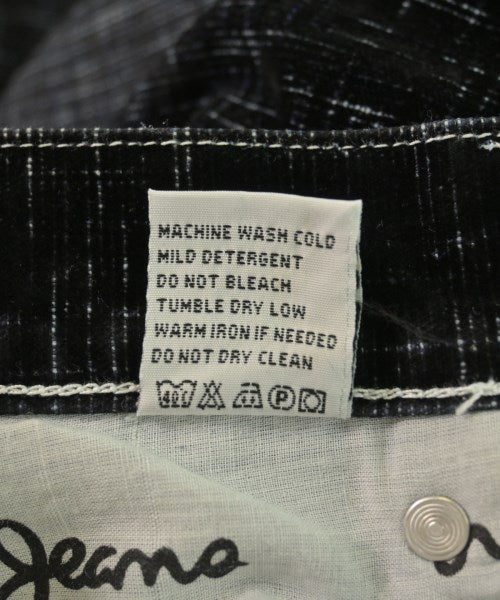 MACHINE WASH COLD
MILD DETERGENT
DO NOT BLEACH
TUMBLE DRY LOW
WARM IRON IF NEEDED
DO NOT DRY CLEAN
P
Jeans